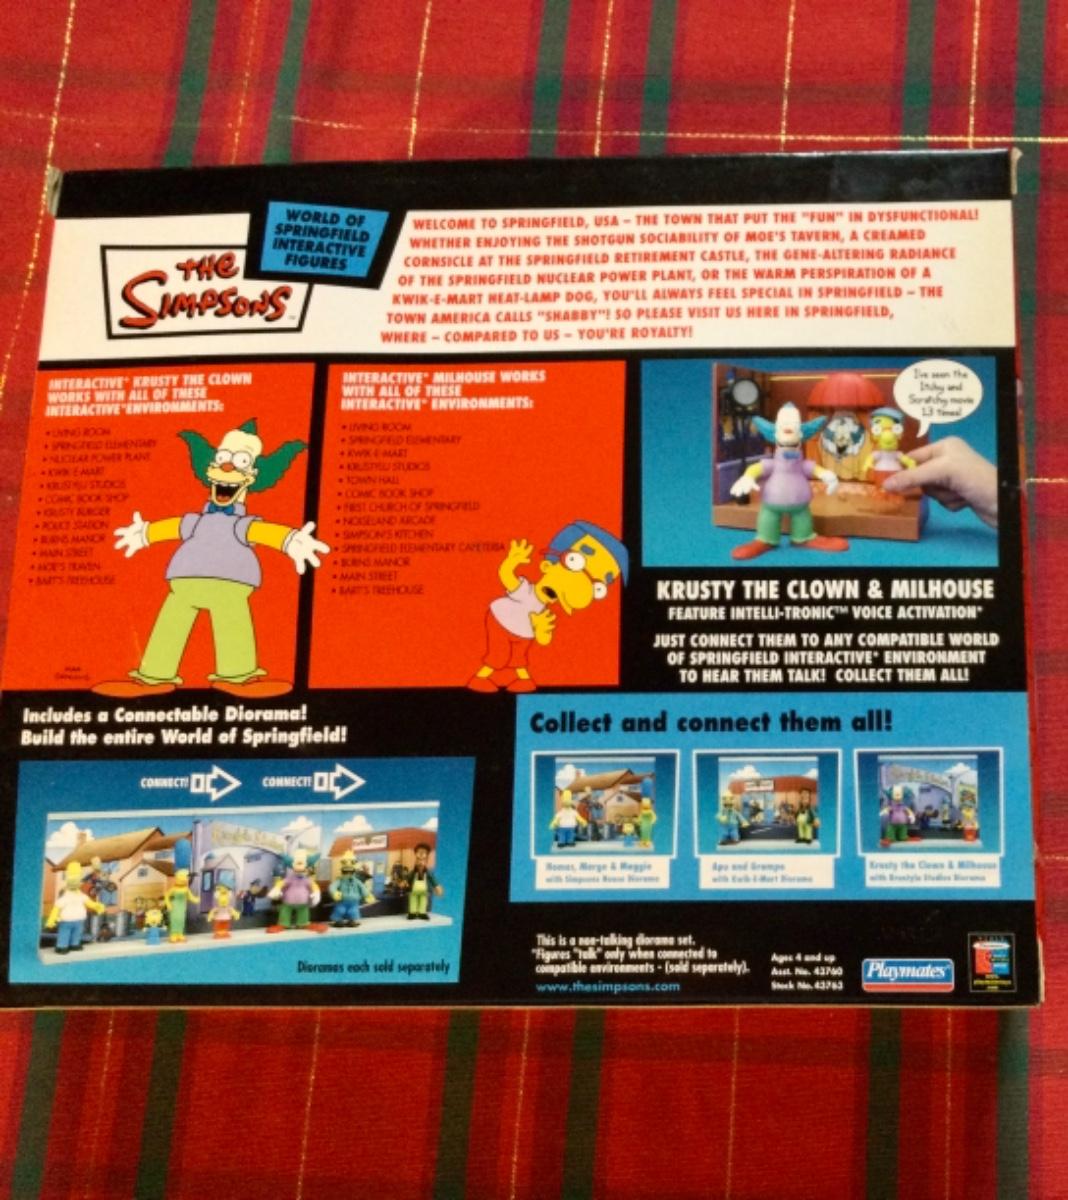 WORLD OF
SPRINGFIELD
INTERACTIVE
FIGURES
THE
SIMPSONS
WELCOME TO SPRINGFIELD, USA – THE TOWN THAT PUT THE "FUN" IN DYSFUNCTIONAL!
WHETHER ENJOYING THE SHOTGUN SOCIABILITY OF MOE'S TAVERN, A CREAMED
CORNSICLE AT THE SPRINGFIELD RETIREMENT CASTLE, THE GENE-ALTERING RADIANCE
OF THE SPRINGFIELD NUCLEAR POWER PLANT, OR THE WARM PERSPIRATION OF A
KWIK-E-MART HEAT-LAMP DOG, YOU'LL ALWAYS FEEL SPECIAL IN SPRINGFIELD – THE
TOWN AMERICA CALLS "SHABBY"! SO PLEASE VISIT US HERE IN SPRINGFIELD,
WHERE – COMPARED TO US – YOU'RE ROYALTY!
INTERACTIVE* KRUSTY THE CLOWN
WORKS WITH ALL OF THESE
INTERACTIVE* ENVIRONMENTS:
• LIVING ROOM
• SPRINGFIELD ELEMENTARY
• NUCLEAR POWER PLANT
• KWIK-E-MART
• KRUSTYLU STUDIOS
• COMIC BOOK SHOP
• KRUSTY BURGER
• POLICE STATION
• BURNS MANOR
• MAIN STREET
• MOE'S TRAVEN
• BART'S TREEHOUSE
INTERACTIVE* MILHOUSE WORKS
WITH ALL OF THESE
INTERACTIVE* ENVIRONMENTS:
• LIVING ROOM
• SPRINGFIELD ELEMENTARY
• KWIK-E-MART
• KRUSTYLU STUDIOS
• TOWN HALL
• COMIC BOOK SHOP
• FIRST CHURCH OF SPRINGFIELD
• NOISELAND ARCADE
• SIMPSON'S KITCHEN
• SPRINGFIELD ELEMENTARY CAFETERIA
• BURNS MANOR
• MAIN STREET
• BART'S TREEHOUSE
I've seen the
Itchy and
Scratchy movie
13 times!
KRUSTY THE CLOWN & MILHOUSE
FEATURE INTELLI-TRONIC™ VOICE ACTIVATION*
JUST CONNECT THEM TO ANY COMPATIBLE WORLD
OF SPRINGFIELD INTERACTIVE* ENVIRONMENT
TO HEAR THEM TALK! COLLECT THEM ALL!
Includes a Connectable Diorama!
Build the entire World of Springfield!
CONNECT! CONNECT!
Dioramas each sold separately
Collect and connect them all!
Homer, Marge & Maggie
with Simpsons House Diorama
Apu and Grampa
with Kwik-E-Mart Diorama
Krusty the Clown & Milhouse
with Krustylu Studios Diorama
This is a non-talking diorama set.
*Figures "talk" only when connected to
compatible environments - (sold separately).
www.thesimpsons.com
Ages 4 and up
Asst. No. 43760
Stock No. 43763
Playmates